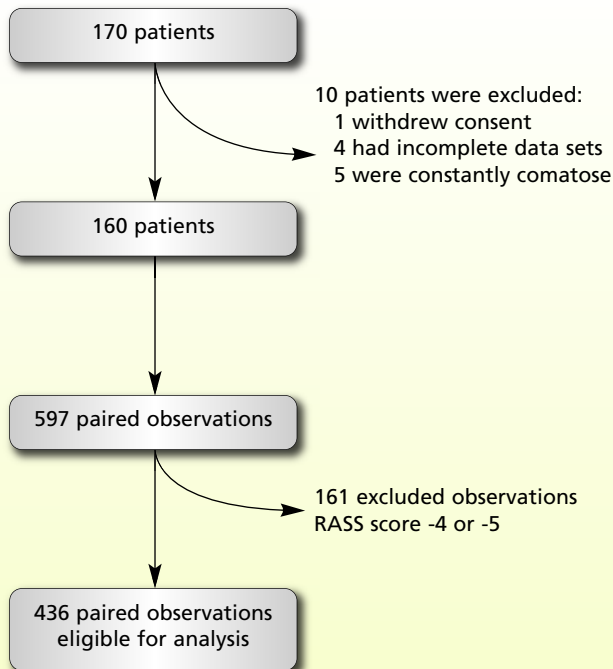 170 patients
10 patients were excluded:
1 withdrew consent
4 had incomplete data sets
5 were constantly comatose
160 patients
597 paired observations
161 excluded observations
RASS score -4 or -5
436 paired observations
eligible for analysis